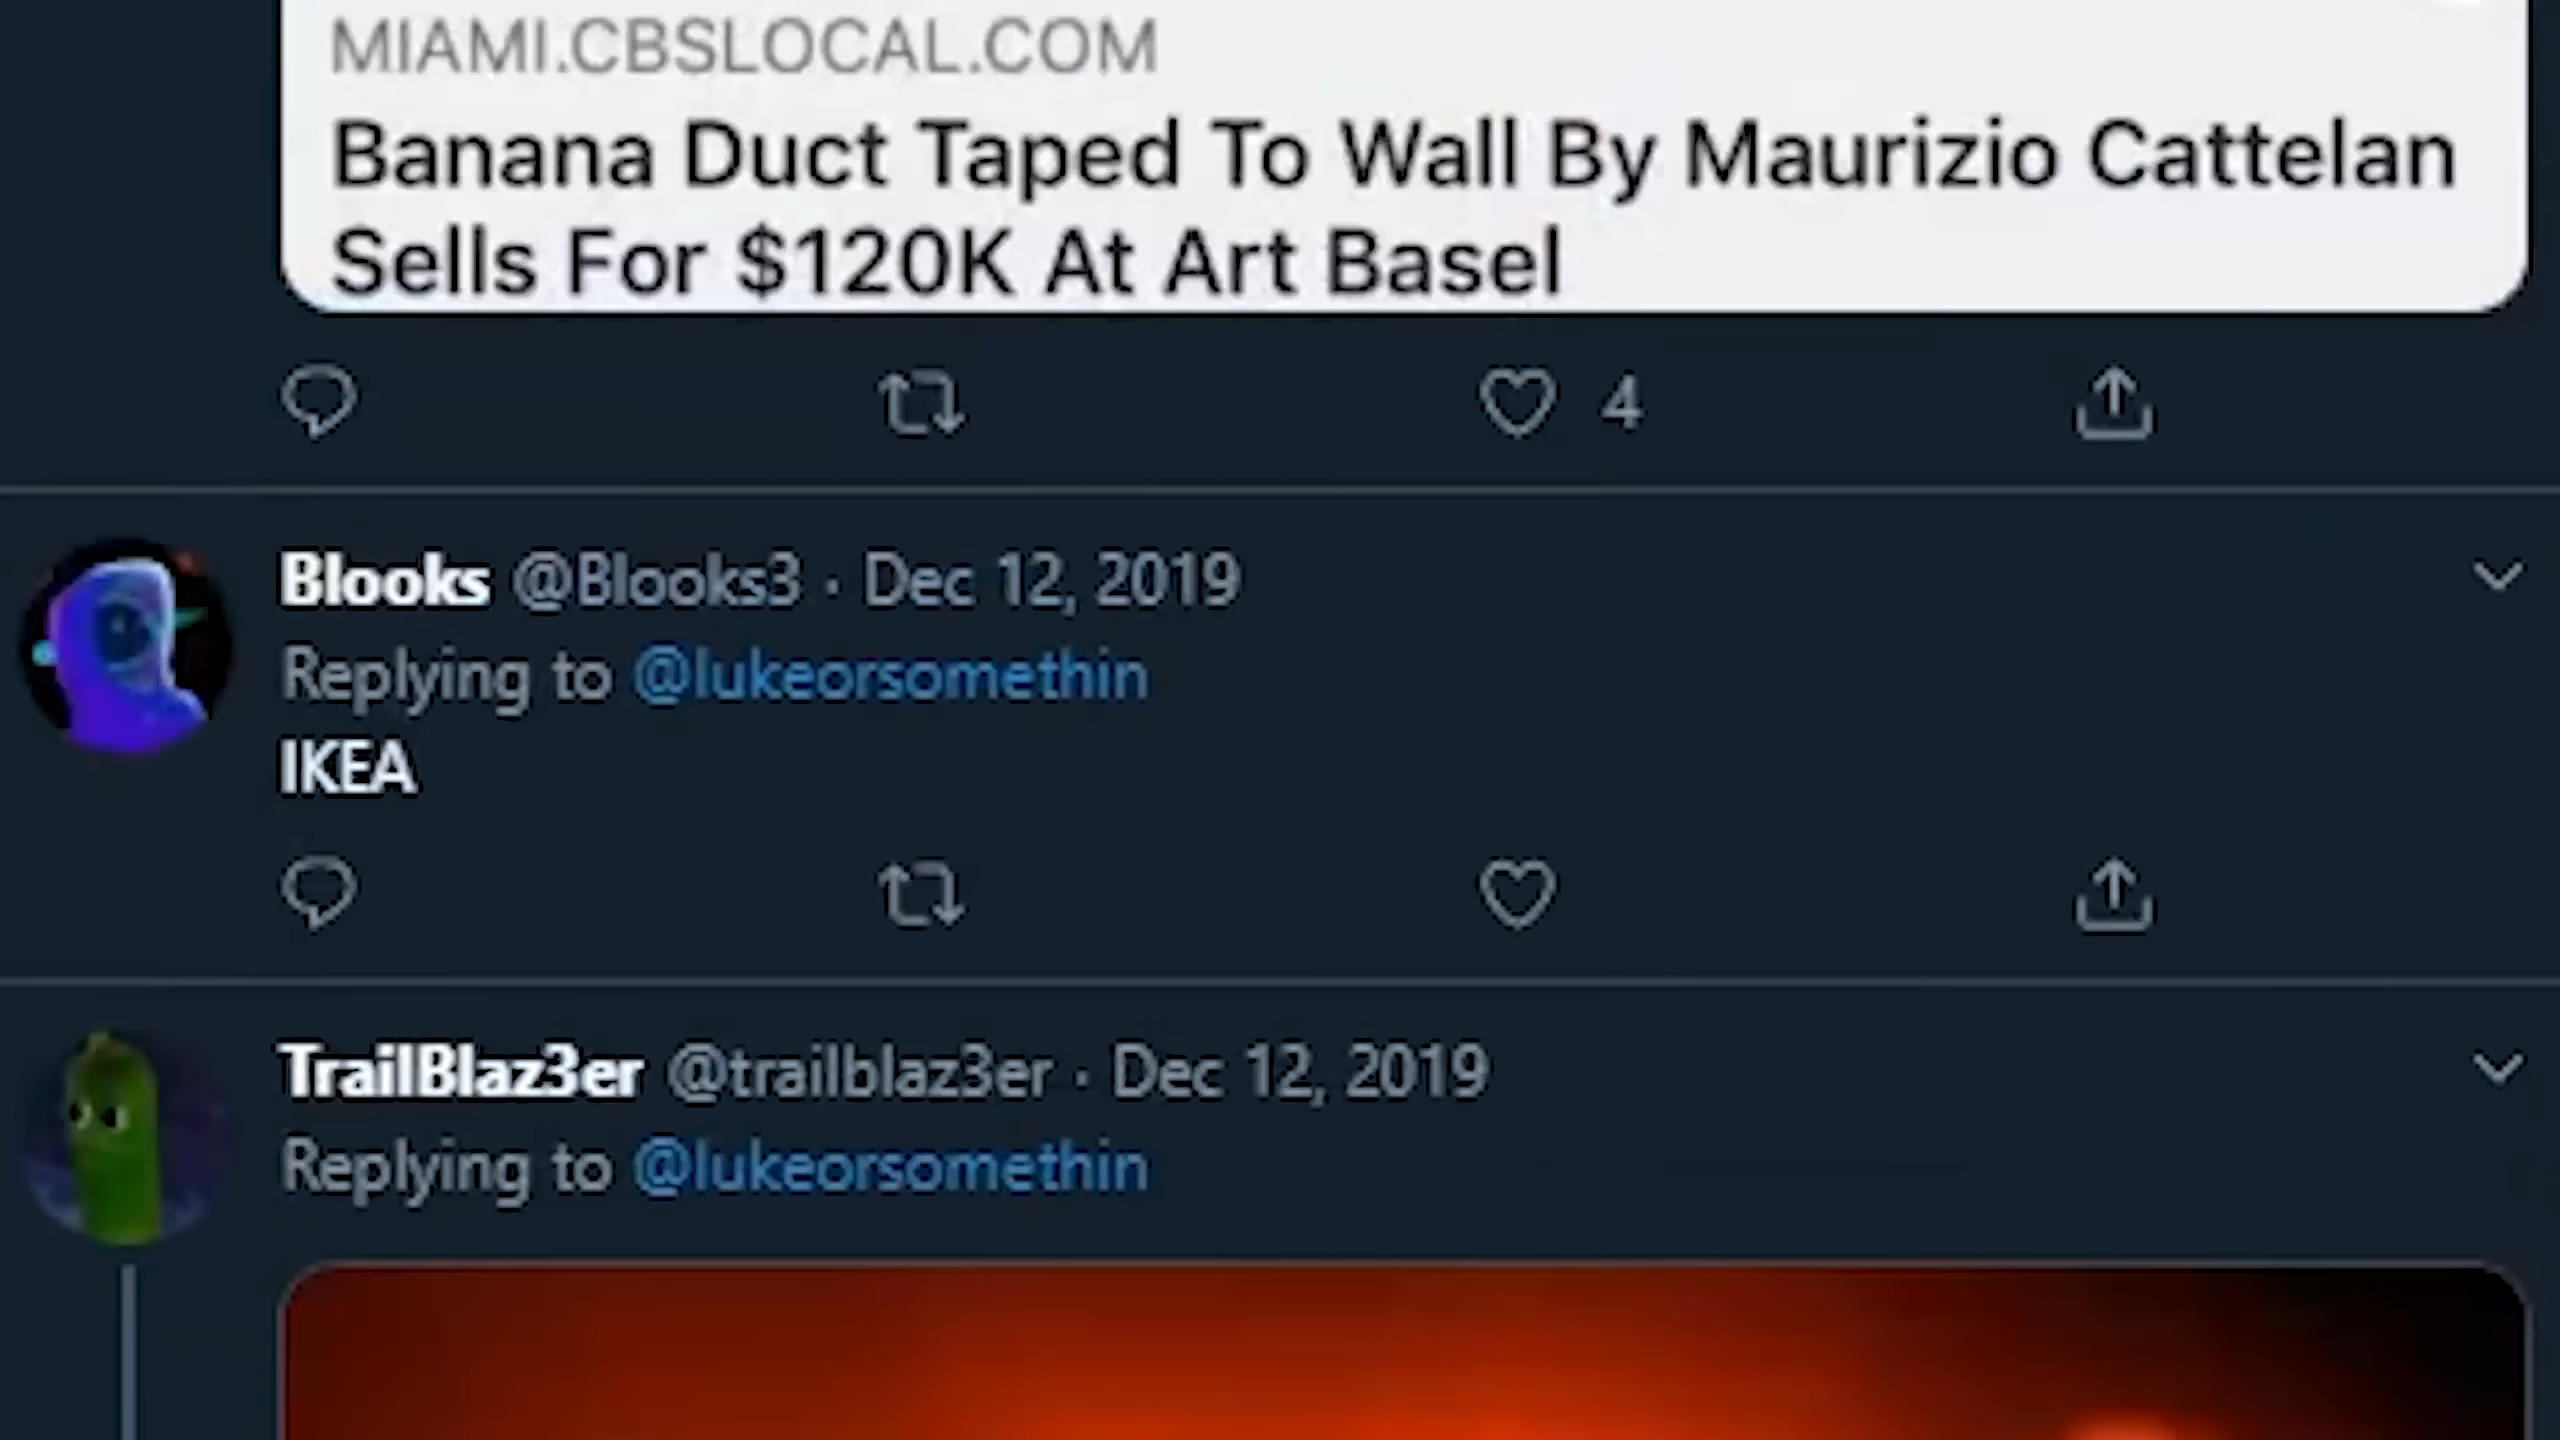 MIAMI.CBSLOCAL.COM
Banana Duct Taped To Wall By Maurizio Cattelan
Sells For $120K At Art Basel
4
Blooks @Blooks3 · Dec 12, 2019
Replying to @lukeorsomethin
IKEA
TrailBlaz3er @trailblaz3er · Dec 12, 2019
Replying to @lukeorsomethin